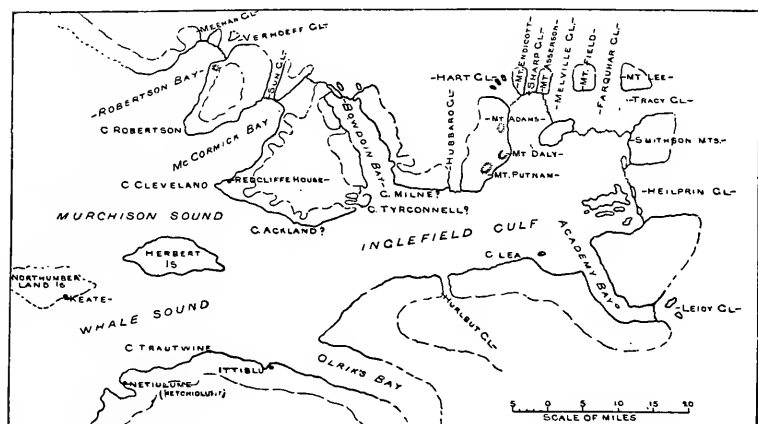 MEEHAN GL.
VERHOEFF GL.
ROBERTSON BAY
SUN GL.
C ROBERTSON
MCCORMICK BAY
BOWDOIN BAY
HUBBARD GL.
HART GL.
MT. ENDICOTT
SHARP GL.
MT. ASSERSON
MELVILLE GL.
MT. FIELD
FARQUHAR GL.
MT LEE
TRACY GL.
MT ADAMS
SMITHSON MTS.
MT DALY
MT. PUTNAM
C CLEVELAND
REDCLIFFE HOUSE
C. MILNE?
C. TYRCONNELL?
C. ACKLAND?
HEILPRIN GL
MURCHISON SOUND
INGLEFIELD GULF
ACADEMY BAY
C LEA
HERBERT
IS
NORTHUMBER
LAND IS
KEATE
WHALE SOUND
HURLBUT GL.
LEIDY GL
C TRAUTWINE
OLRIKS BAY
ITTIBLU
NETIULUME
5 0 5 10 15 20
SCALE OF MILES